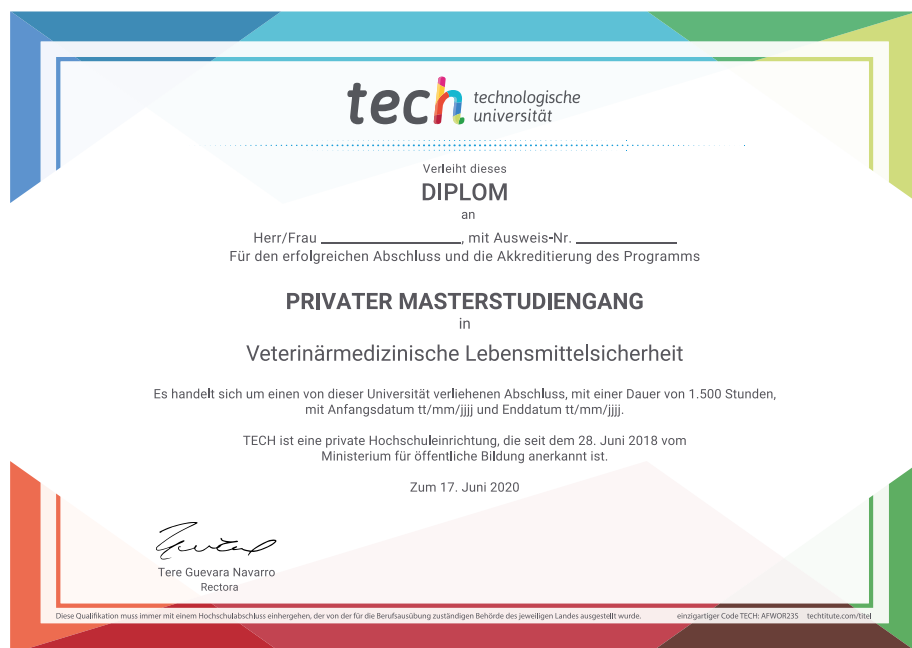 tech technologische
universität
Verleiht dieses
DIPLOM
an
Herr/Frau ____________________, mit Ausweis-Nr. ______________
Für den erfolgreichen Abschluss und die Akkreditierung des Programms
PRIVATER MASTERSTUDIENGANG
in
Veterinärmedizinische Lebensmittelsicherheit
Es handelt sich um einen von dieser Universität verliehenen Abschluss, mit einer Dauer von 1.500 Stunden,
mit Anfangsdatum tt/mm/jjjj und Enddatum tt/mm/jjjj.
TECH ist eine private Hochschuleinrichtung, die seit dem 28. Juni 2018 vom
Ministerium für öffentliche Bildung anerkannt ist.
Zum 17. Juni 2020
Tere Guevara Navarro
Rectora
Diese Qualifikation muss immer mit einem Hochschulabschluss einhergehen, der von der für die Berufsausübung zuständigen Behörde des jeweiligen Landes ausgestellt wurde. einzigartiger Code TECH: AFWOR23S techtitute.com/titel